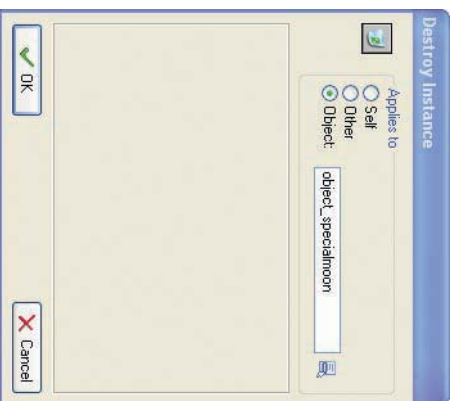 Destroy Instance
Applies to
Self
Other
Object:
object_specialmoon
OK
Cancel